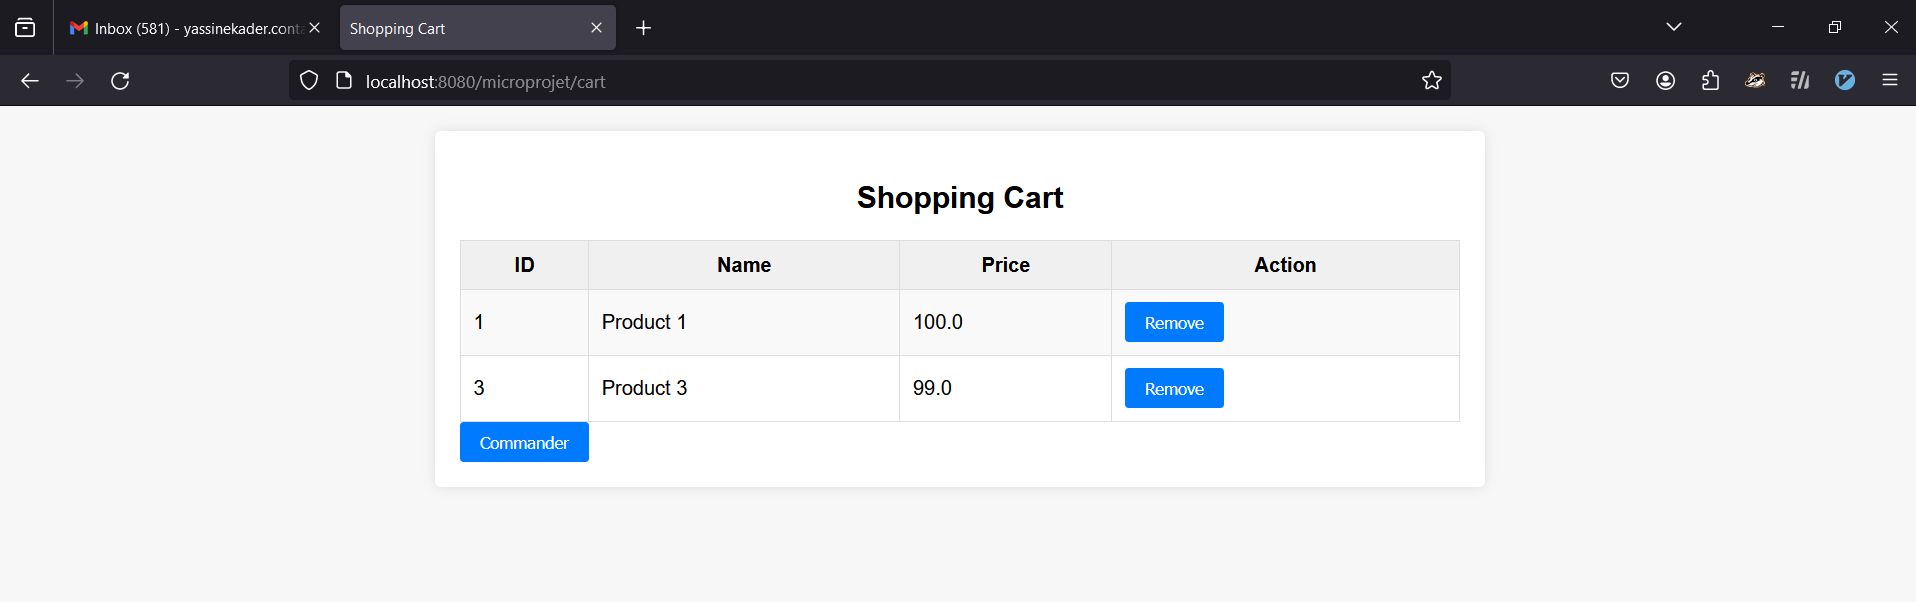 Inbox (581) - yassinekader.conta
Shopping Cart
localhost:8080/microprojet/cart
Shopping Cart
ID Name Price Action
1 Product 1 100.0 Remove
3 Product 3 99.0 Remove
Commander